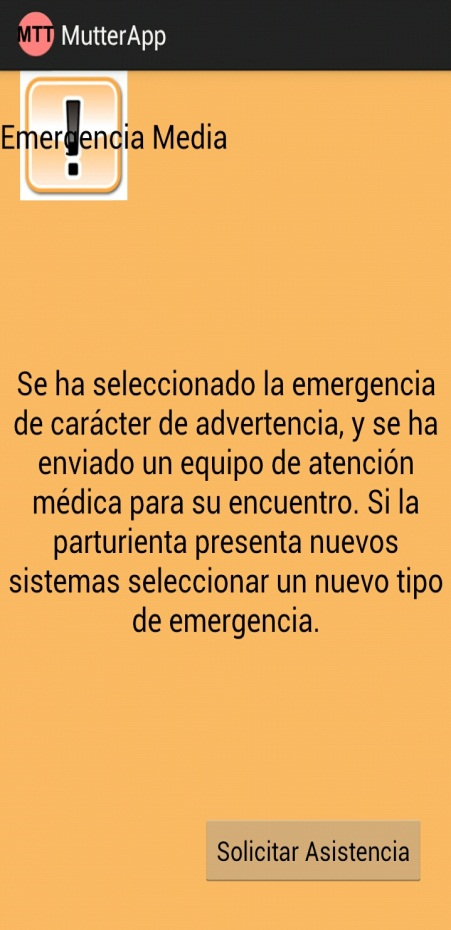 MTT MutterApp
Emergencia Media
Se ha seleccionado la emergencia
de carácter de advertencia, y se ha
enviado un equipo de atención
médica para su encuentro. Si la
parturienta presenta nuevos
sistemas seleccionar un nuevo tipo
de emergencia.
Solicitar Asistencia